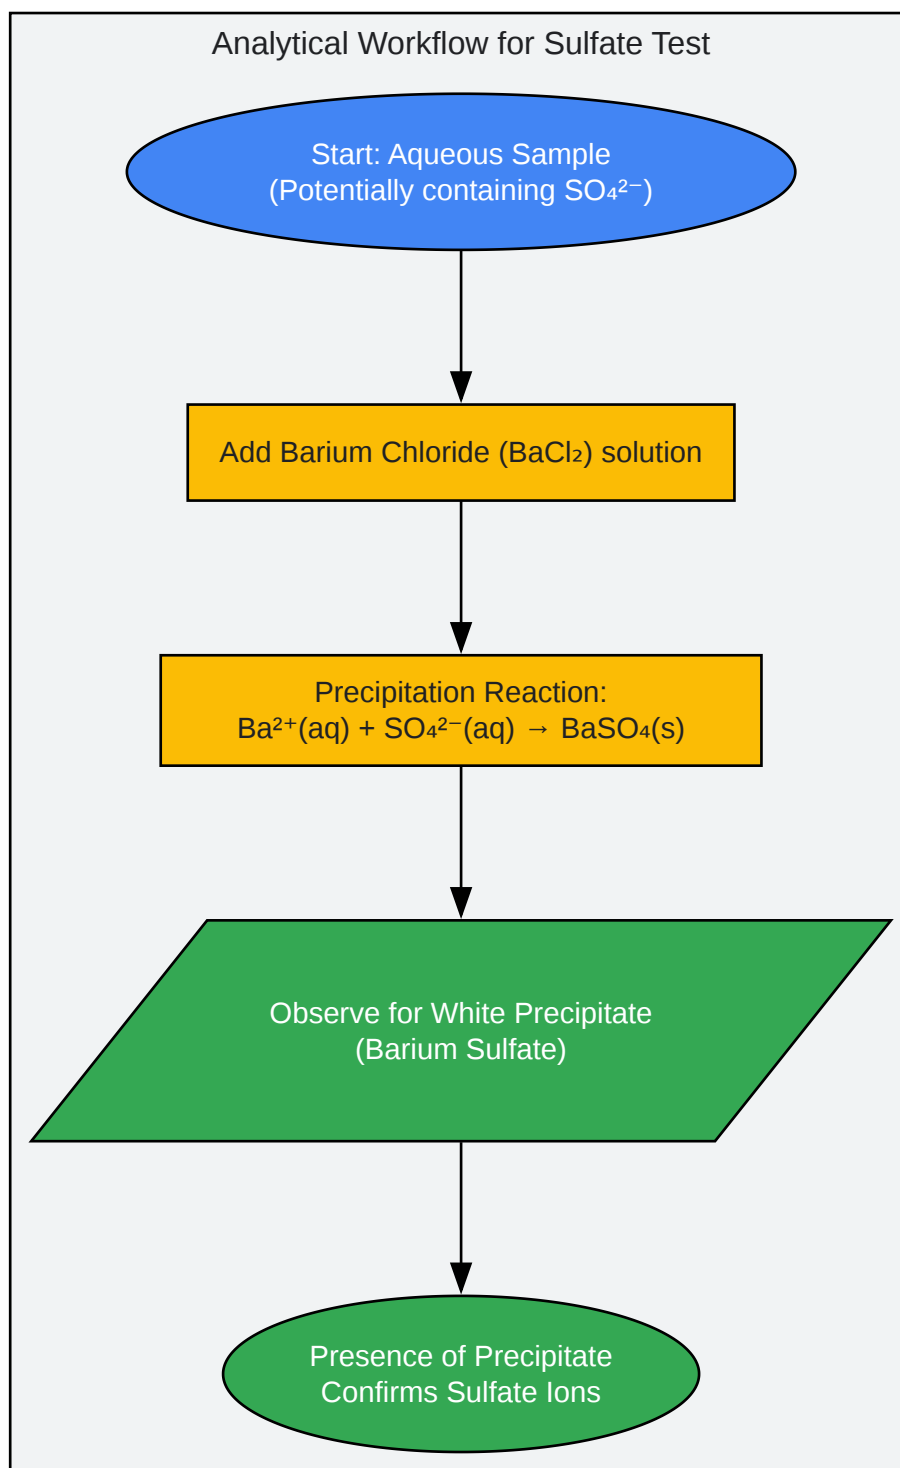 Analytical Workflow for Sulfate Test
Start: Aqueous Sample
(Potentially containing SO₄²⁻)
Add Barium Chloride (BaCl₂) solution
Precipitation Reaction:
Ba²⁺(aq) + SO₄²⁻(aq) → BaSO₄(s)
Observe for White Precipitate
(Barium Sulfate)
Presence of Precipitate
Confirms Sulfate Ions